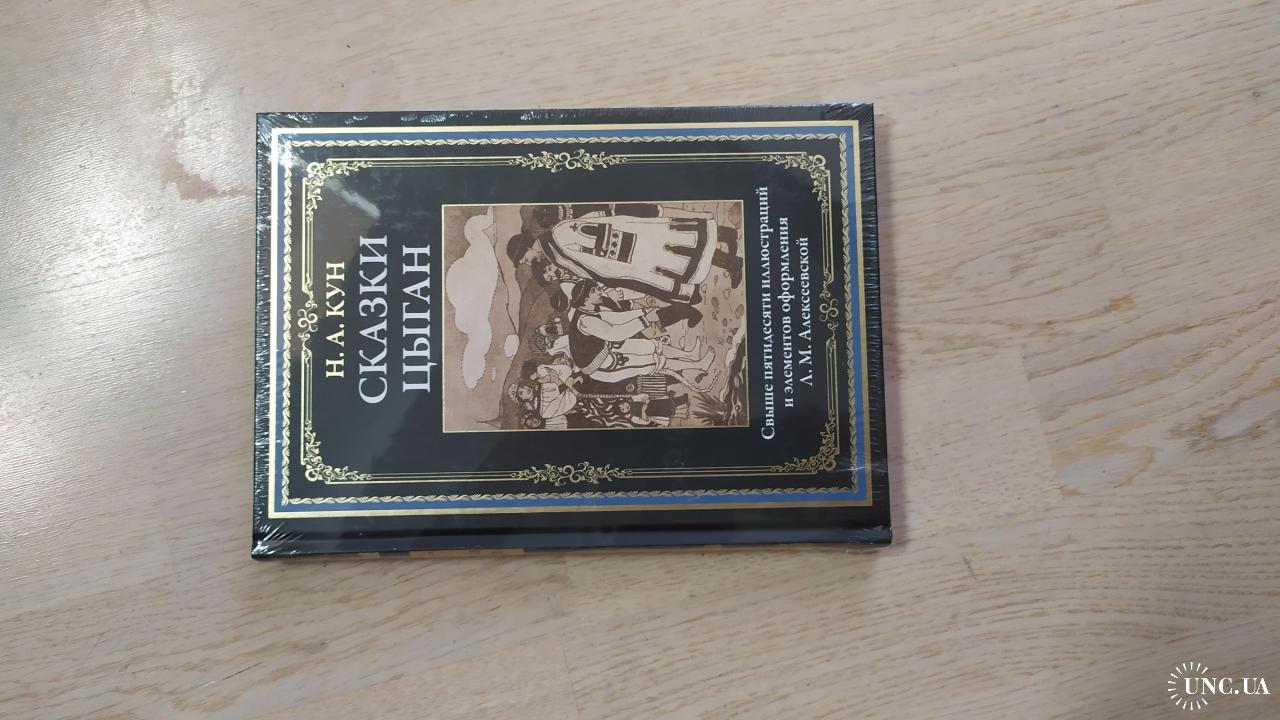 Н. А. КУН
СКАЗКИ
ЦЫГАН
Свыше пятидесяти иллюстраций
и элементов оформления
Л. М. Алексеевской
UNC.UA